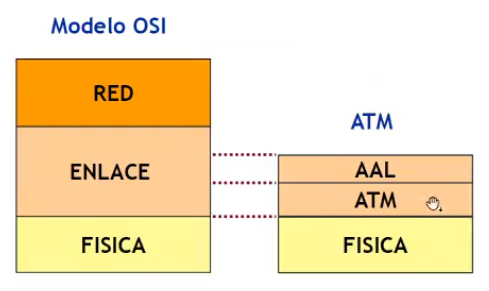 Modelo OSI
RED
ENLACE
FISICA
ATM
AAL
ATM
FISICA